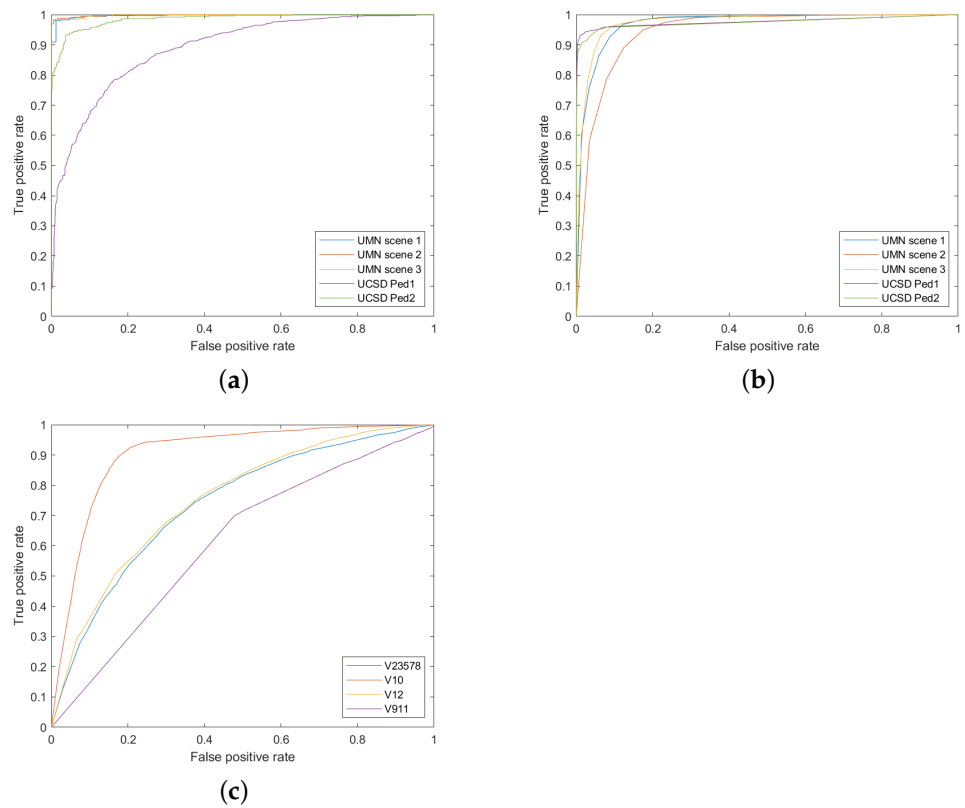 1
0.9
0.8
0.7
0.6
0.5
0.4
0.3
0.2
0.1
0
True positive rate
UMN scene 1
UMN scene 2
UMN scene 3
UCSD Ped1
UCSD Ped2
0 0.2 0.4 0.6 0.8 1
False positive rate
(a)
1
0.9
0.8
0.7
0.6
0.5
0.4
0.3
0.2
0.1
0
True positive rate
UMN scene 1
UMN scene 2
UMN scene 3
UCSD Ped1
UCSD Ped2
0 0.2 0.4 0.6 0.8 1
False positive rate
(b)
1
0.9
0.8
0.7
0.6
0.5
0.4
0.3
0.2
0.1
0
True positive rate
V23578
V10
V12
V911
0 0.2 0.4 0.6 0.8 1
False positive rate
(c)